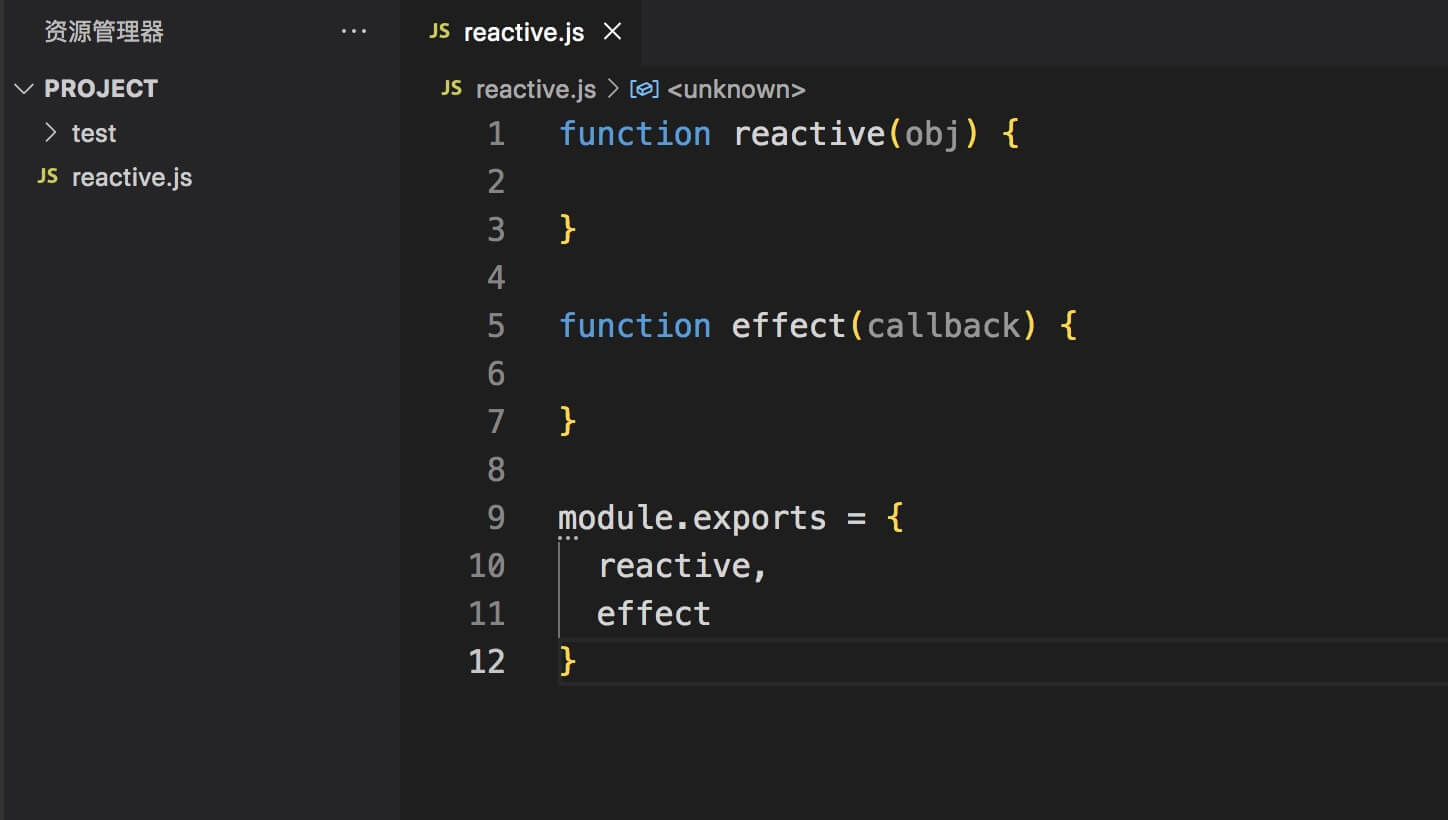 资源管理器 ···
PROJECT
test
JS reactive.js
JS reactive.js
JS reactive.js > <unknown>
1 function reactive(obj) {
2
3 }
4
5 function effect(callback) {
6
7 }
8
9 module.exports = {
10 reactive,
11 effect
12 }